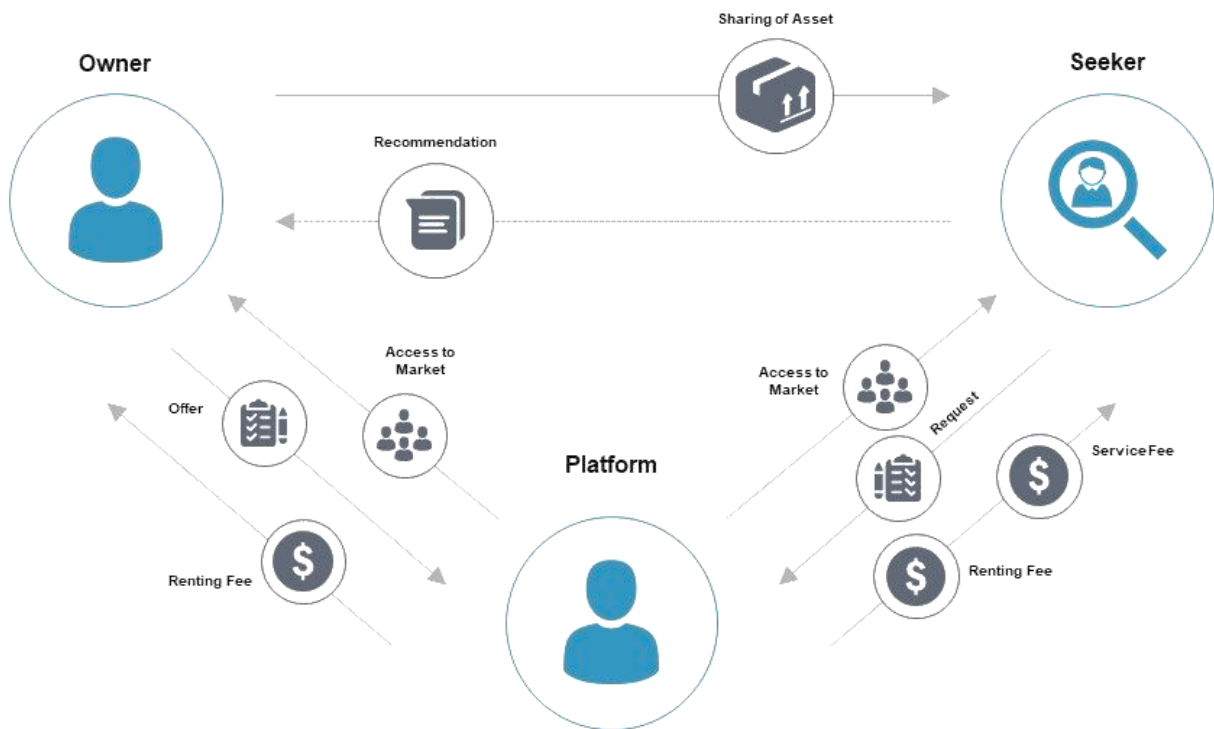 Sharing of Asset
Owner
Seeker
Recommendation
Access to
Market
Offer
Access to
Market
Request
ServiceFee
Platform
Renting Fee
Renting Fee